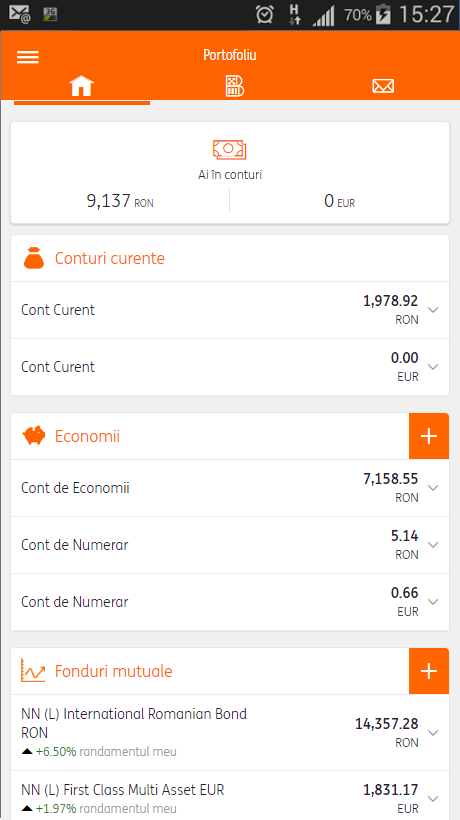 70% 15:27
Portofoliu
Ai în conturi
9,137 RON 0 EUR
Conturi curente
Cont Curent 1,978.92
RON
Cont Curent 0.00
EUR
Economii
Cont de Economii 7,158.55
RON
Cont de Numerar 5.14
RON
Cont de Numerar 0.66
EUR
Fonduri mutuale
NN (L) International Romanian Bond
RON
14,357.28
RON
+6.50% randamentul meu
NN (L) First Class Multi Asset EUR 1,831.17
+1.97% randamentul meu EUR